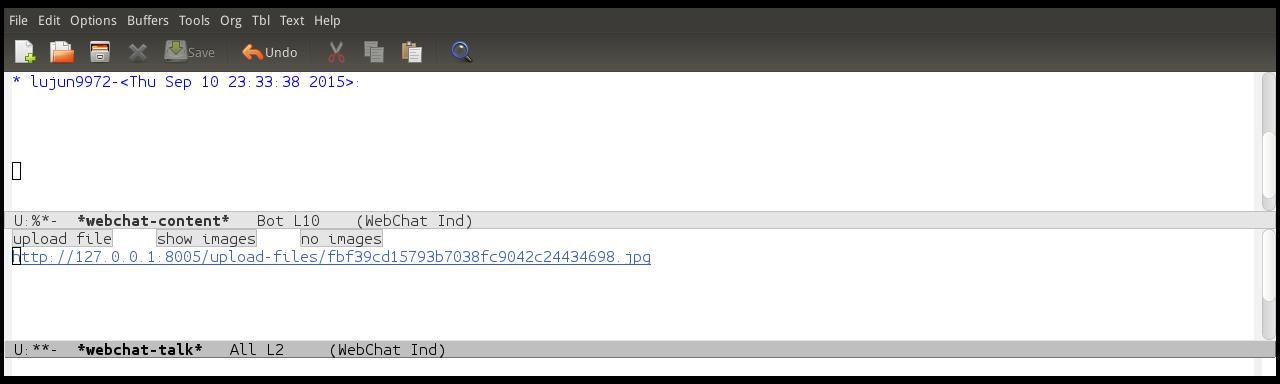 File Edit Options Buffers Tools Org Tbl Text Help
Save Undo
* lujun9972-<Thu Sep 10 23:33:38 2015>:
U:%*- *webchat-content* Bot L10 (WebChat Ind)
upload file show images no images
http://127.0.0.1:8005/upload-files/fbf39cd15793b7038fc9042c24434698.jpg
U:**- *webchat-talk* All L2 (WebChat Ind)